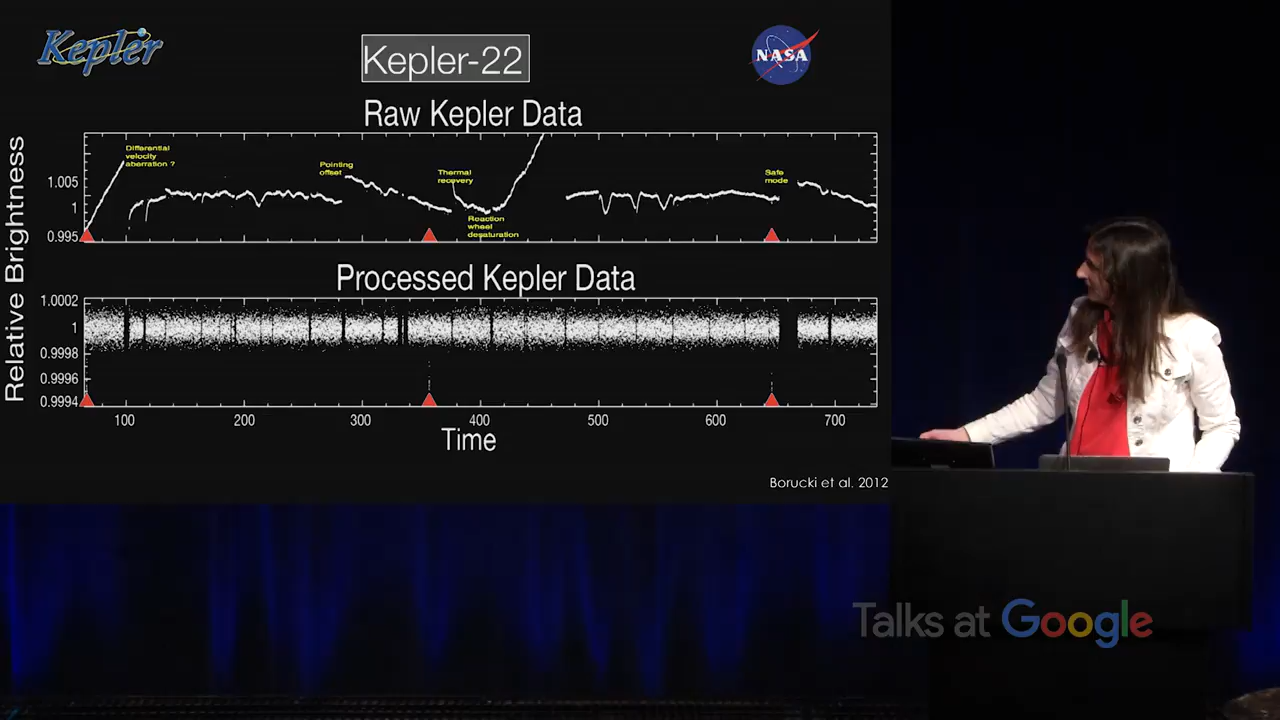 Kepler
Kepler-22
NASA
Raw Kepler Data
Relative Brightness
Differential
velocity
aberration ?
Pointing
offset
Thermal
recovery
Reaction
wheel
desaturation
Safe
mode
1.005
1
0.995
Processed Kepler Data
1.0002
1
0.9998
0.9996
0.9994
100 200 300 400 500 600 700
Time
Borucki et al. 2012
Talks at Google